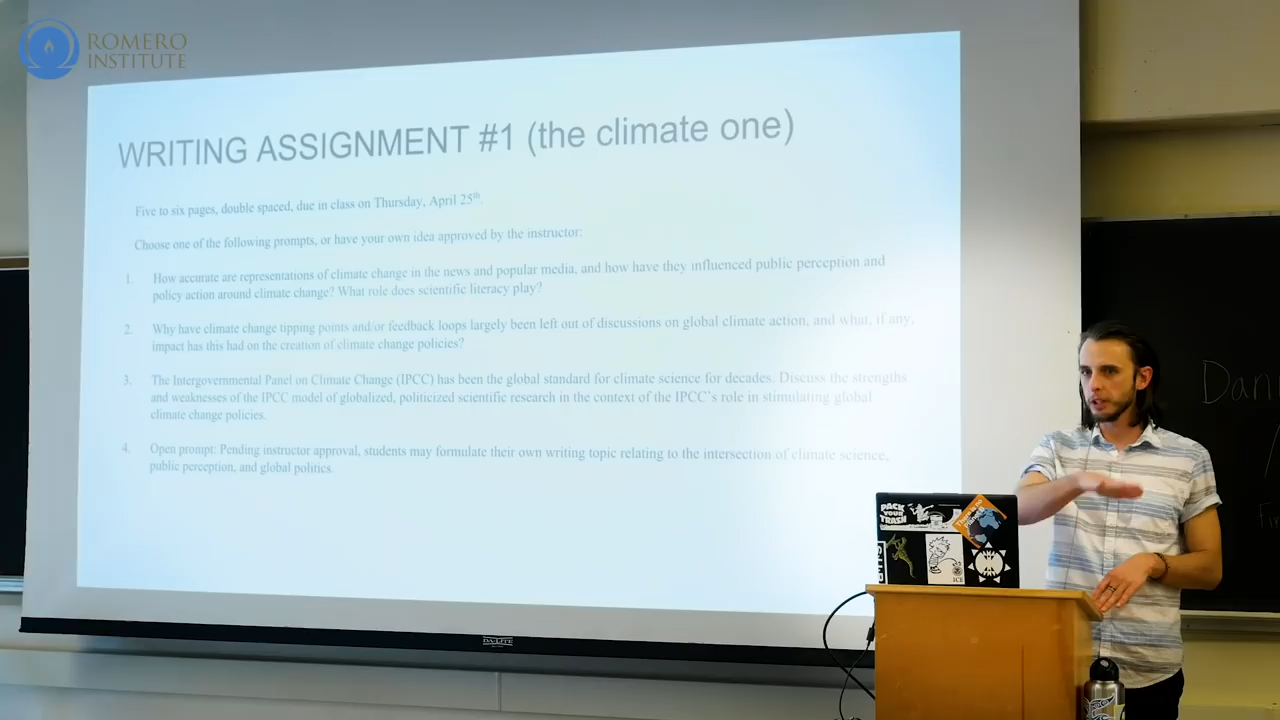 ROMERO
INSTITUTE
WRITING ASSIGNMENT #1 (the climate one)
Five to six pages, double spaced, due in class on Thursday, April 25th.
Choose one of the following prompts, or have your own idea approved by the instructor:
1. How accurate are representations of climate change in the news and popular media, and how have they influenced public perception and
policy action around climate change? What role does scientific literacy play?
2. Why have climate change tipping points and/or feedback loops largely been left out of discussions on global climate action, and what, if any,
impact has this had on the creation of climate change policies?
3. The Intergovernmental Panel on Climate Change (IPCC) has been the global standard for climate science for decades. Discuss the strengths
and weaknesses of the IPCC model of globalized, politicized scientific research in the context of the IPCC's role in stimulating global
climate change policies.
4. Open prompt: Pending instructor approval, students may formulate their own writing topic relating to the intersection of climate science,
public perception, and global politics.
Dan
PACK
YOUR
TRASH
ICE
DA-LITE